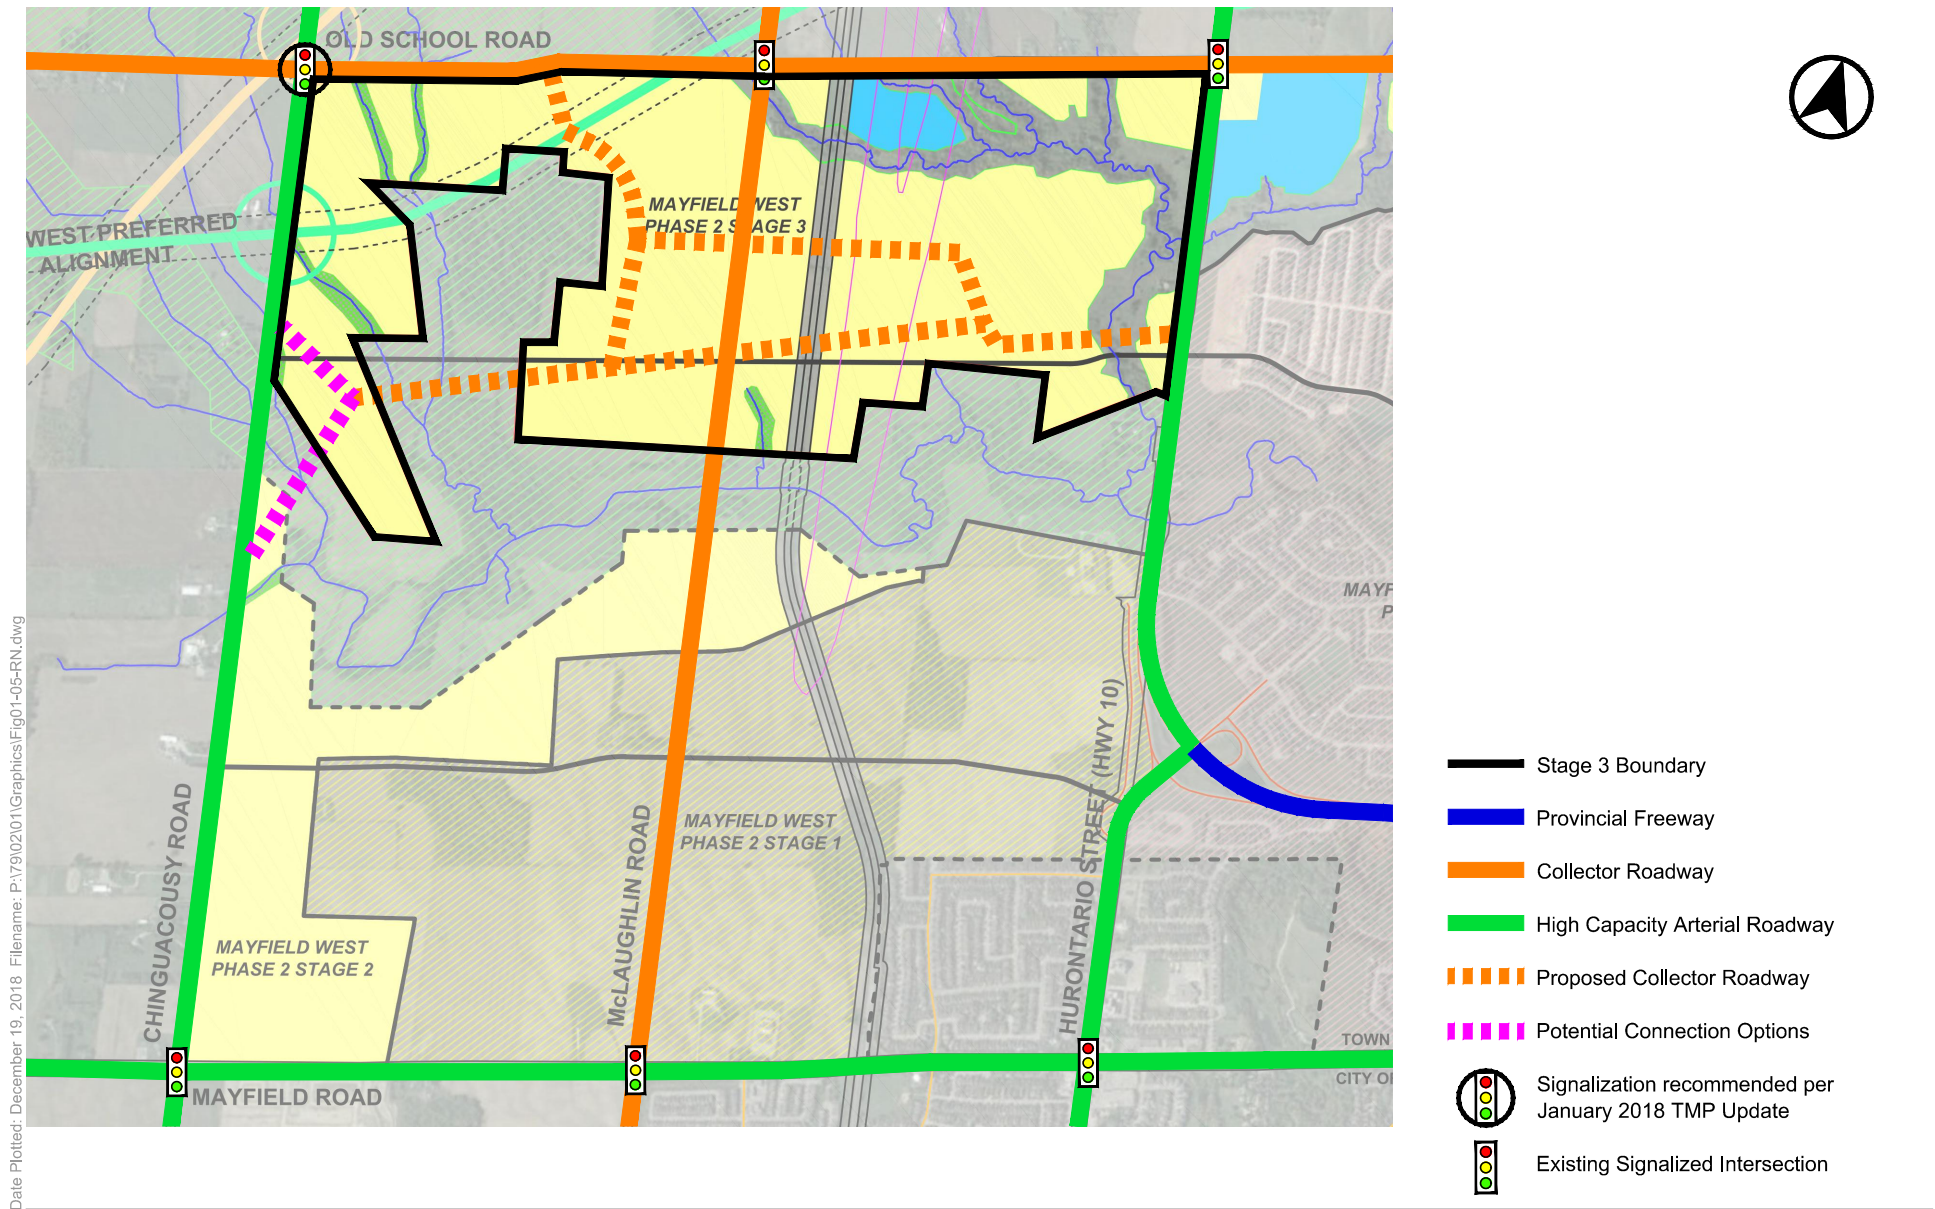 OLD SCHOOL ROAD
WEST PREFERRED
ALIGNMENT
MAYFIELD WEST
PHASE 2 STAGE 3
MAYF
P
CHINGUACOUSY ROAD
McLAUGHLIN ROAD
HURONTARIO STREET (HWY 10)
MAYFIELD WEST
PHASE 2 STAGE 1
MAYFIELD WEST
PHASE 2 STAGE 2
TOWN
CITY OF
MAYFIELD ROAD
Stage 3 Boundary
Provincial Freeway
Collector Roadway
High Capacity Arterial Roadway
Proposed Collector Roadway
Potential Connection Options
Signalization recommended per
January 2018 TMP Update
Existing Signalized Intersection
Date Plotted: December 19, 2018 Filename: P:\79\02\01\Graphics\Fig01-05-RN.dwg